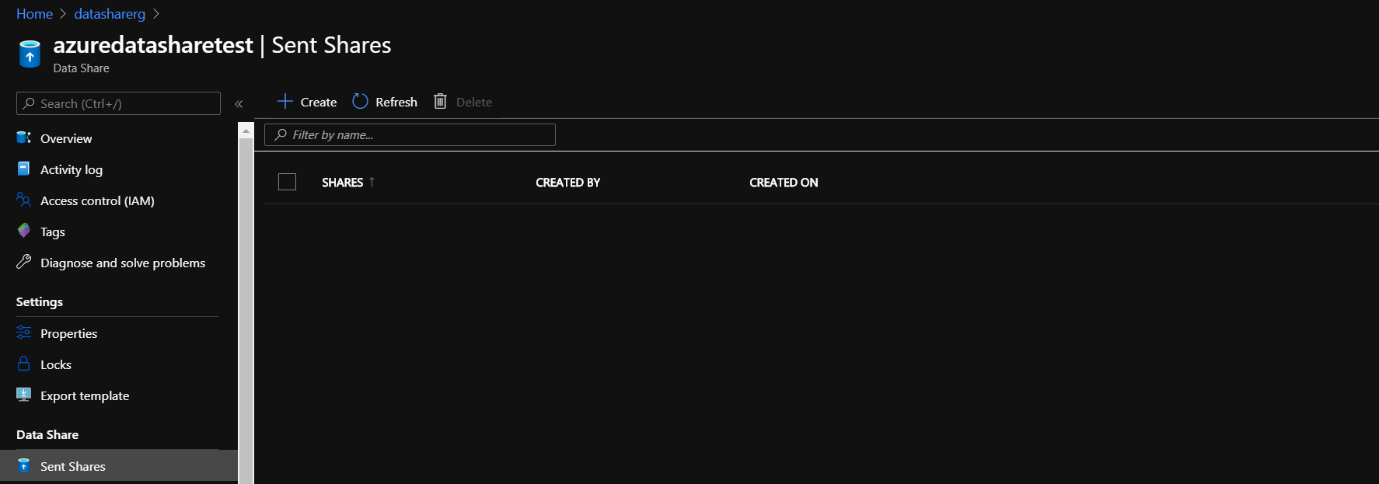 Home > datasharerg >
azuredatasharetest | Sent Shares
Data Share
Search (Ctrl+/)
«
Create Refresh Delete
Overview
Activity log
Access control (IAM)
Tags
Diagnose and solve problems
Settings
Properties
Locks
Export template
Data Share
Sent Shares
Filter by name...
SHARES ↑ CREATED BY CREATED ON